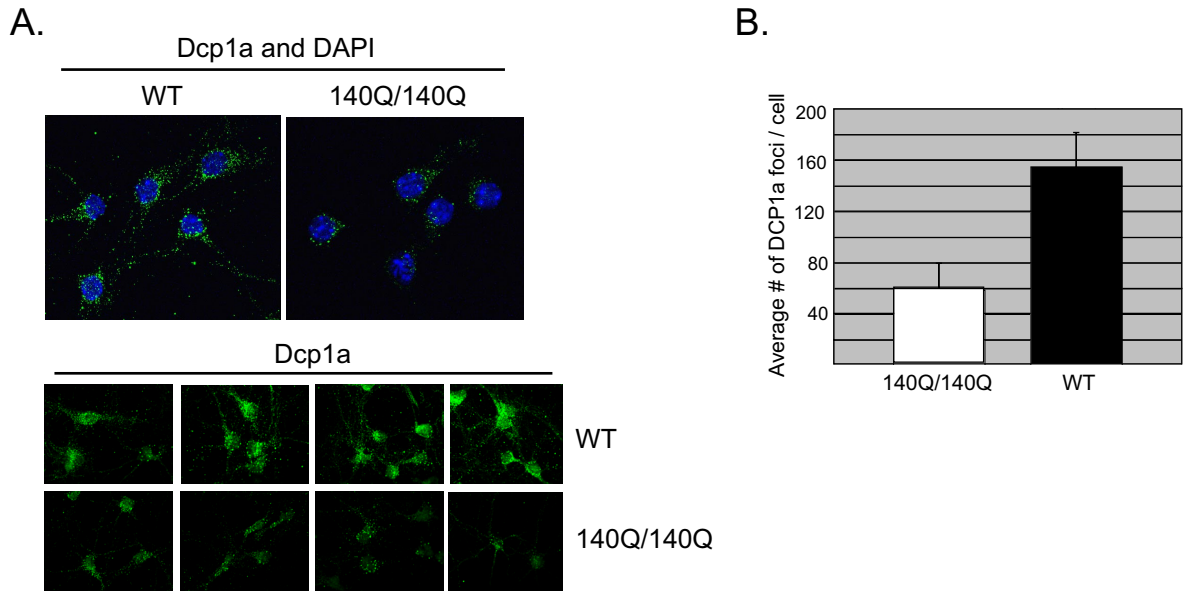 A.
Dcp1a and DAPI
WT
140Q/140Q
Dcp1a
WT
140Q/140Q
B.
Average # of DCP1a foci / cell
200
160
120
80
40
140Q/140Q
WT